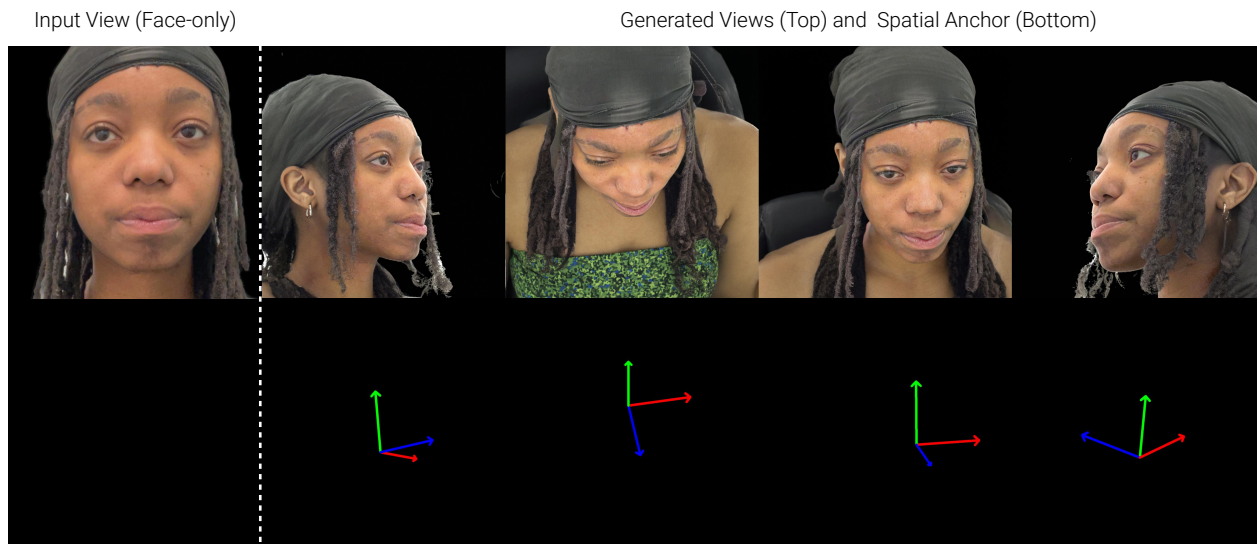 Input View (Face-only)
Generated Views (Top) and Spatial Anchor (Bottom)